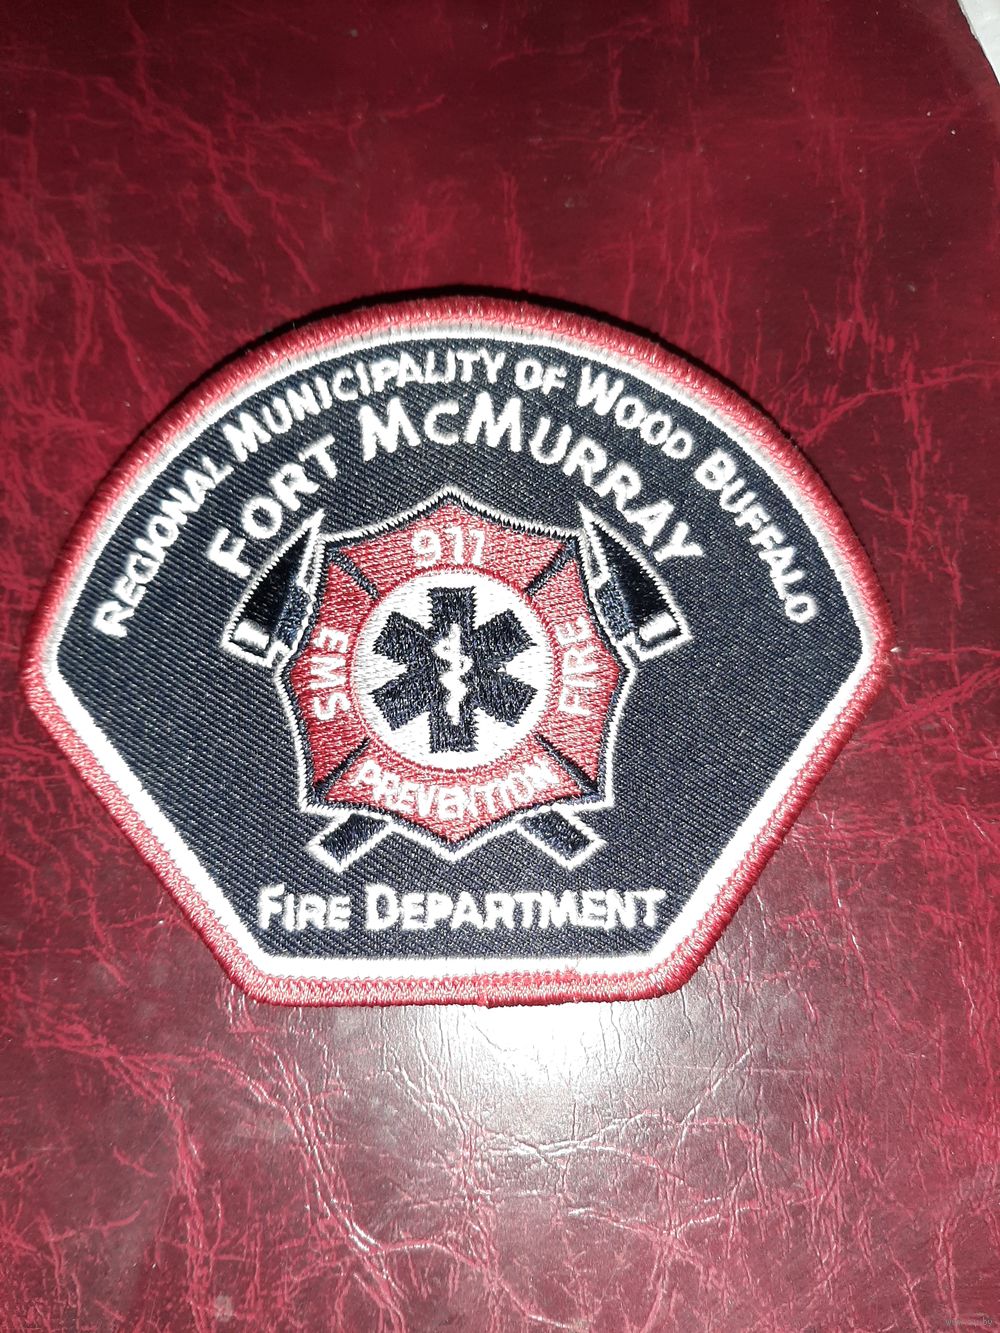 REGIONAL MUNICIPALITY OF WOOD BUFFALO
FORT MCMURRAY
911
EMS
FIRE
PREVENTION
FIRE DEPARTMENT